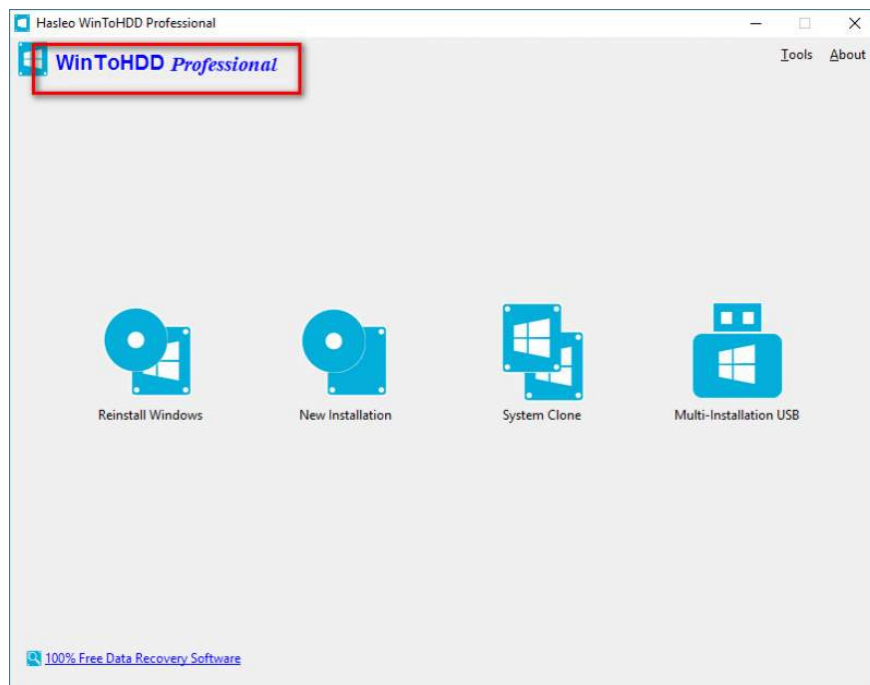 Hasleo WinToHDD Professional
WinToHDD Professional
Tools About
Reinstall Windows
New Installation
System Clone
Multi-Installation USB
100% Free Data Recovery Software